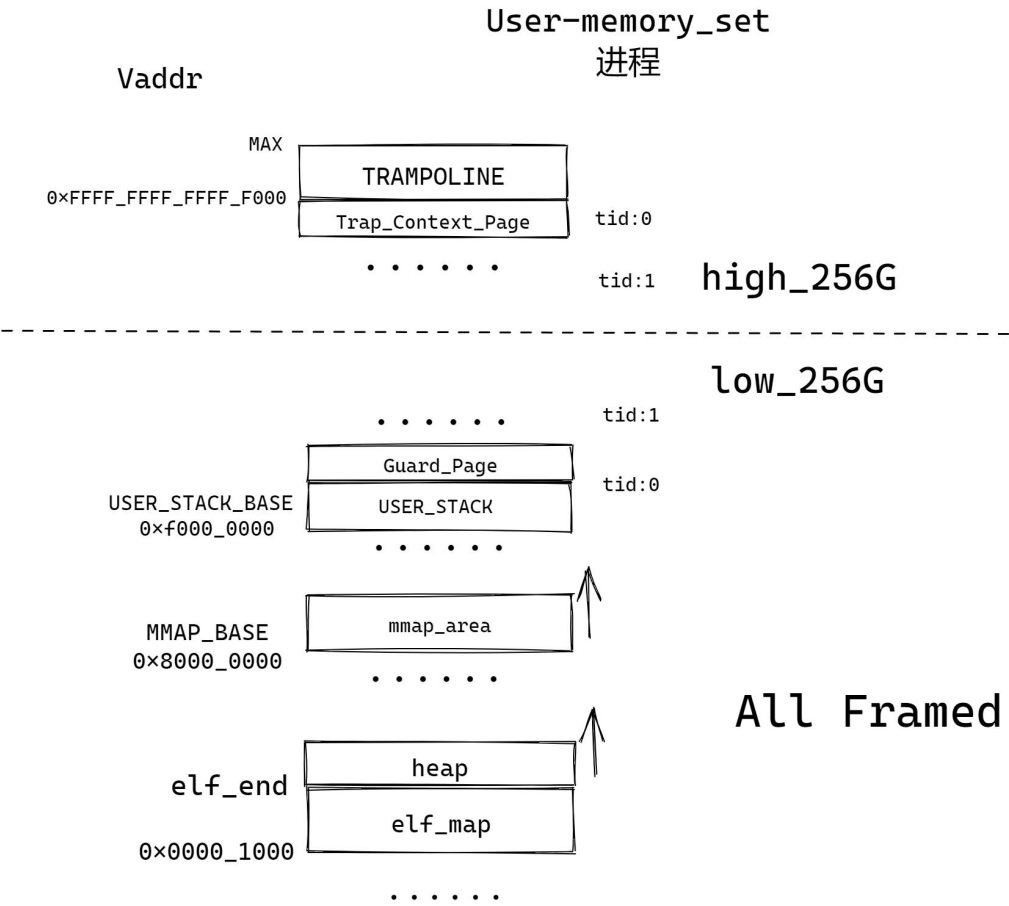 User-memory_set
进程
Vaddr
MAX
TRAMPOLINE
0×FFFF_FFFF_FFFF_F000
Trap_Context_Page
tid:0
......
tid:1
high_256G
low_256G
tid:1
......
Guard_Page
tid:0
USER_STACK_BASE
0×f000_0000
USER_STACK
......
MMAP_BASE
0×8000_0000
mmap_area
......
All Framed
heap
elf_end
elf_map
0×0000_1000
......